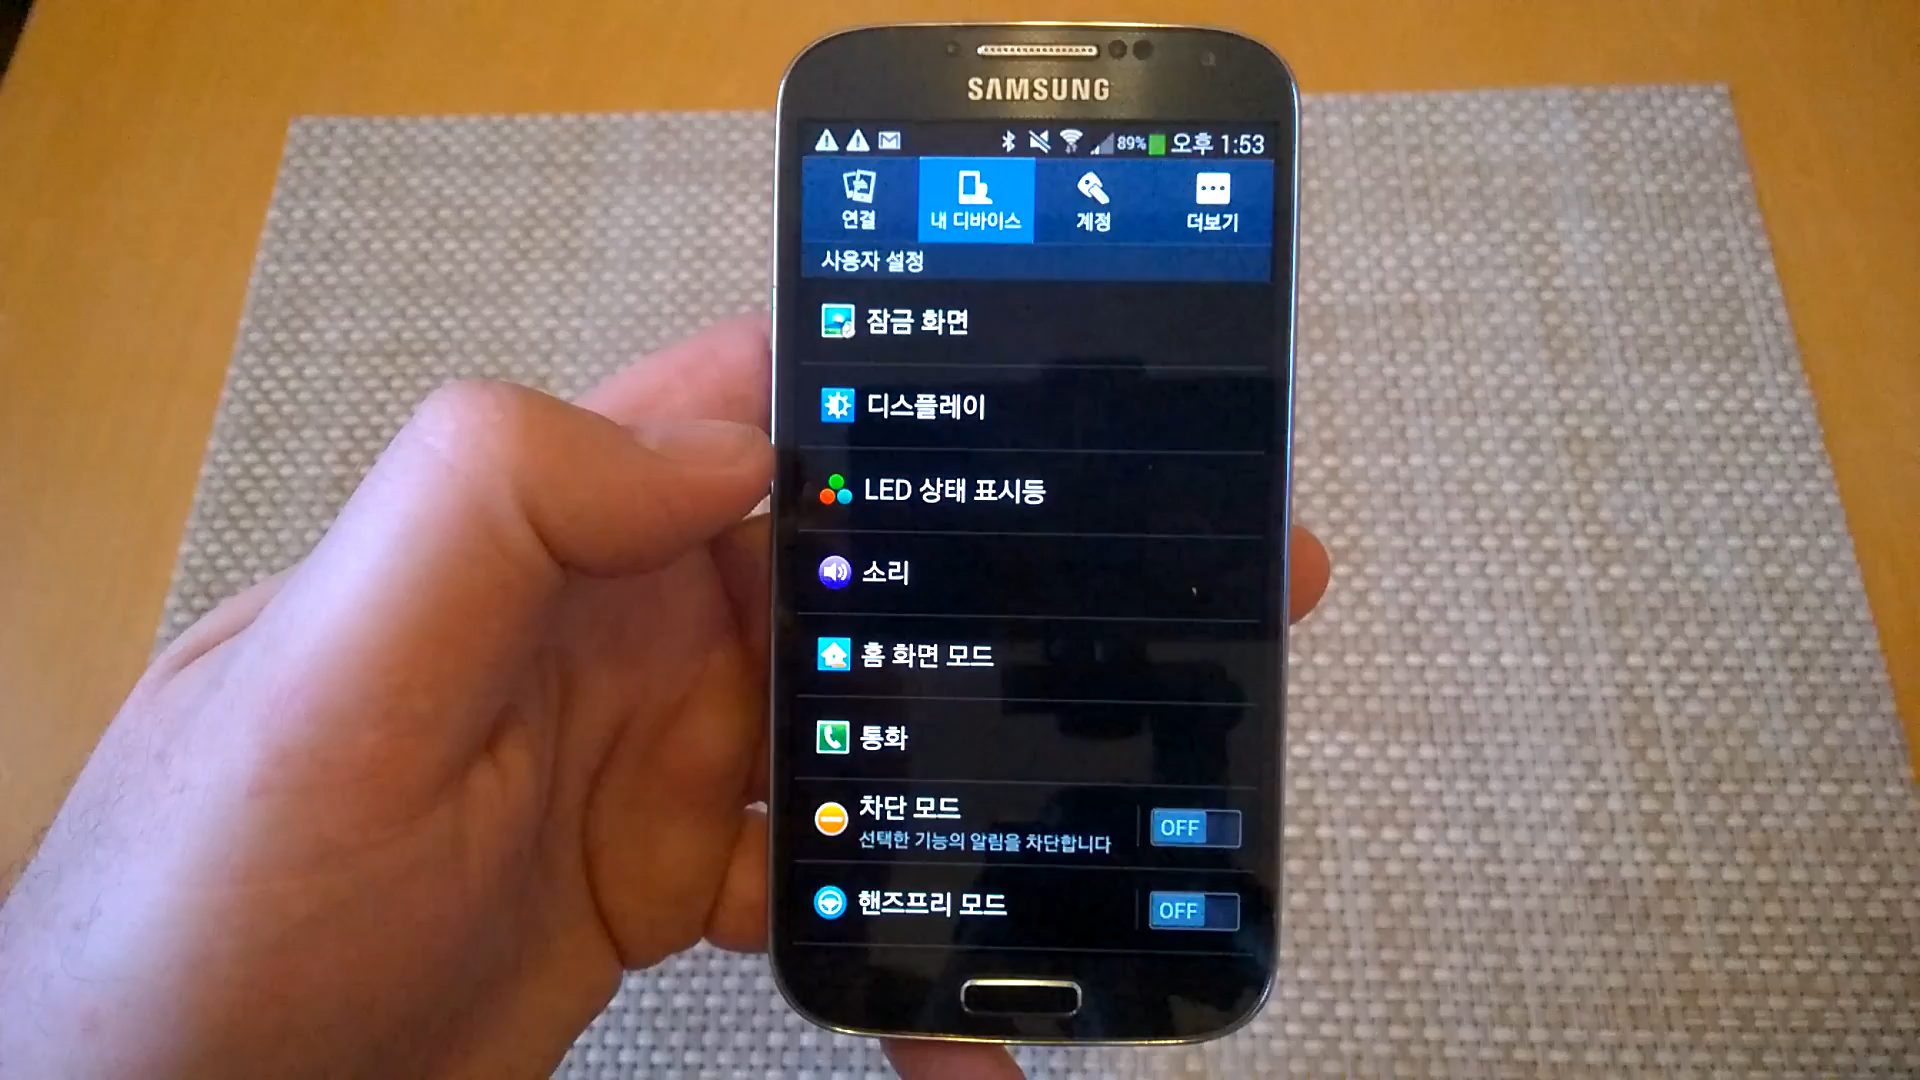 SAMSUNG
89% 오후 1:53
연결 내 디바이스 계정 더보기
사용자 설정
잠금 화면
디스플레이
LED 상태 표시등
소리
홈 화면 모드
통화
차단 모드
OFF
선택한 기능의 알림을 차단합니다
핸즈프리 모드
OFF